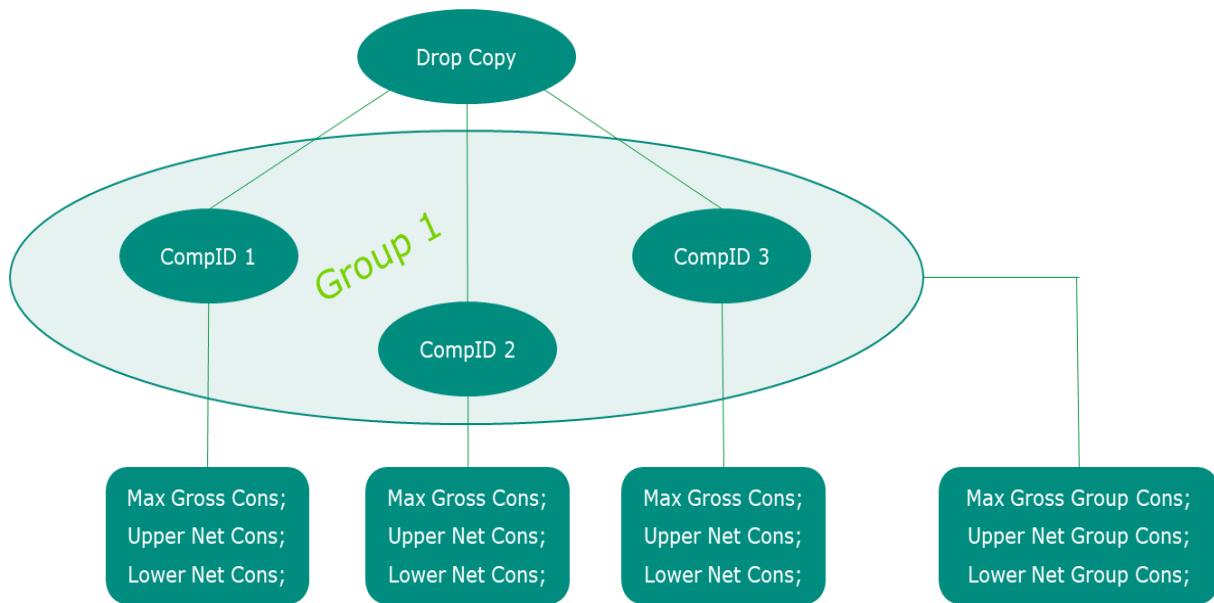 Drop Copy
Group 1
CompID 1
CompID 3
CompID 2
Max Gross Cons;
Upper Net Cons;
Lower Net Cons;
Max Gross Cons;
Upper Net Cons;
Lower Net Cons;
Max Gross Cons;
Upper Net Cons;
Lower Net Cons;
Max Gross Group Cons;
Upper Net Group Cons;
Lower Net Group Cons;